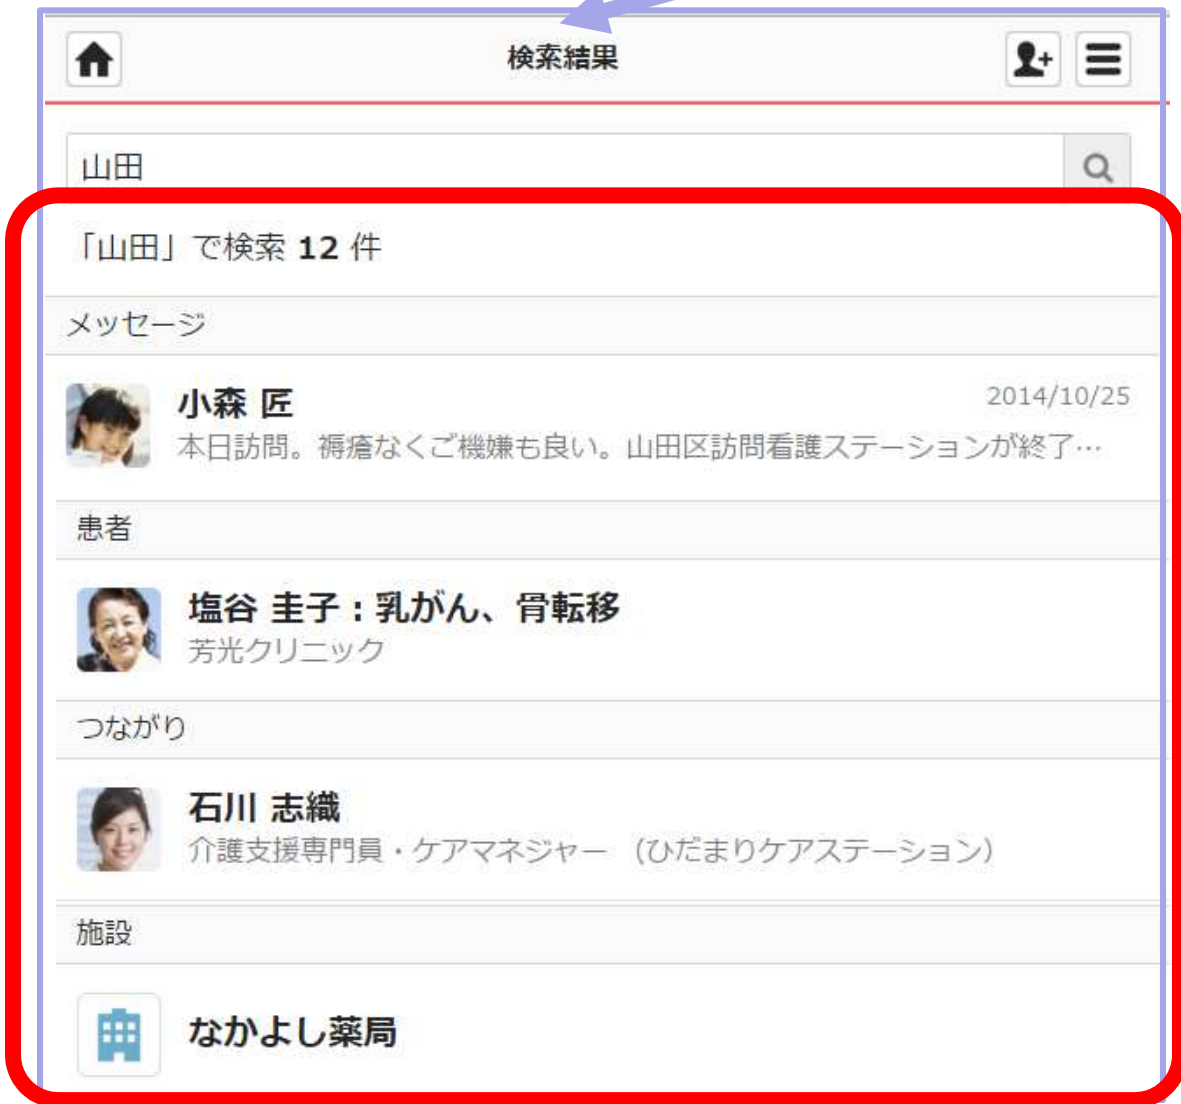 検索結果
山田
「山田」で検索 12 件
メッセージ
小森 匠
2014/10/25
本日訪問。褥瘡なくご機嫌も良い。山田区訪問看護ステーションが終了…
患者
塩谷 圭子：乳がん、骨転移
芳光クリニック
つながり
石川 志織
介護支援専門員・ケアマネジャー （ひだまりケアステーション）
施設
なかよし薬局